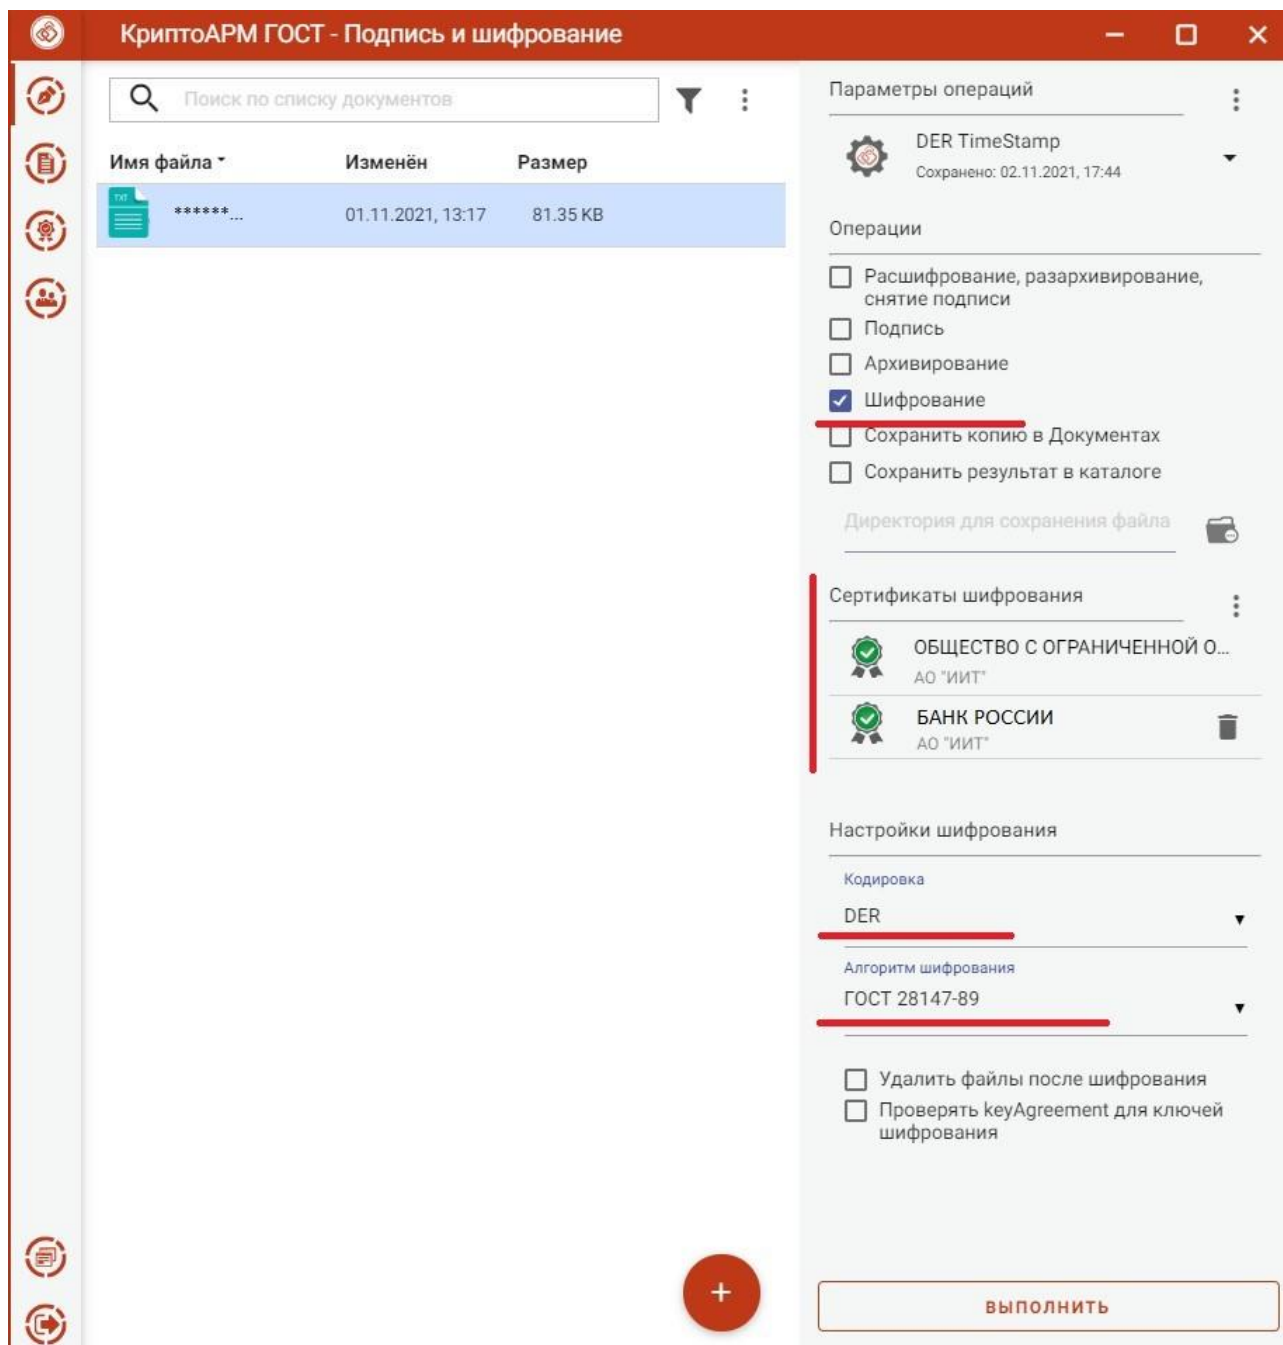 КриптоАРМ ГОСТ - Подпись и шифрование
Поиск по списку документов
Имя файла Изменён Размер
TXT
******... 01.11.2021, 13:17 81.35 KB
Параметры операций
DER TimeStamp
Сохранено: 02.11.2021, 17:44
Операции
Расшифрование, разархивирование,
снятие подписи
Подпись
Архивирование
Шифрование
Сохранить копию в Документах
Сохранить результат в каталоге
Директория для сохранения файла
Сертификаты шифрования
ОБЩЕСТВО С ОГРАНИЧЕННОЙ О...
АО "ИИТ"
БАНК РОССИИ
АО "ИИТ"
Настройки шифрования
Кодировка
DER
Алгоритм шифрования
ГОСТ 28147-89
Удалить файлы после шифрования
Проверять keyAgreement для ключей
шифрования
+
ВЫПОЛНИТЬ